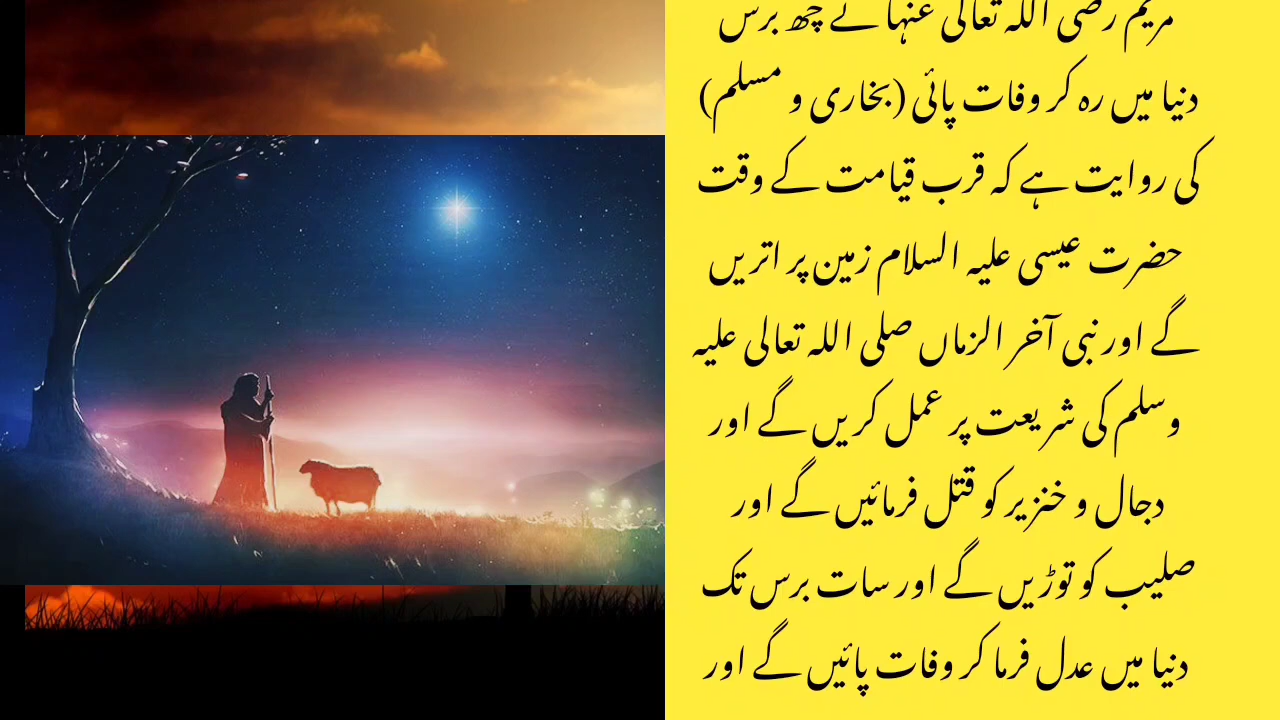 مریم رضی اللہ تعالی عنہا نے چھ برس
دنیا میں رہ کر وفات پائی (بخاری و مسلم)
کی روایت ہے کہ قرب قیامت کے وقت
حضرت عیسی علیہ السلام زمین پر اتریں
گے اور نبی آخر الزماں صلی اللہ تعالی علیہ
وسلم کی شریعت پر عمل کریں گے اور
دجال و خنزیر کو قتل فرمائیں گے اور
صلیب کو توڑیں گے اور سات برس تک
دنیا میں عدل فرما کر وفات پائیں گے اور